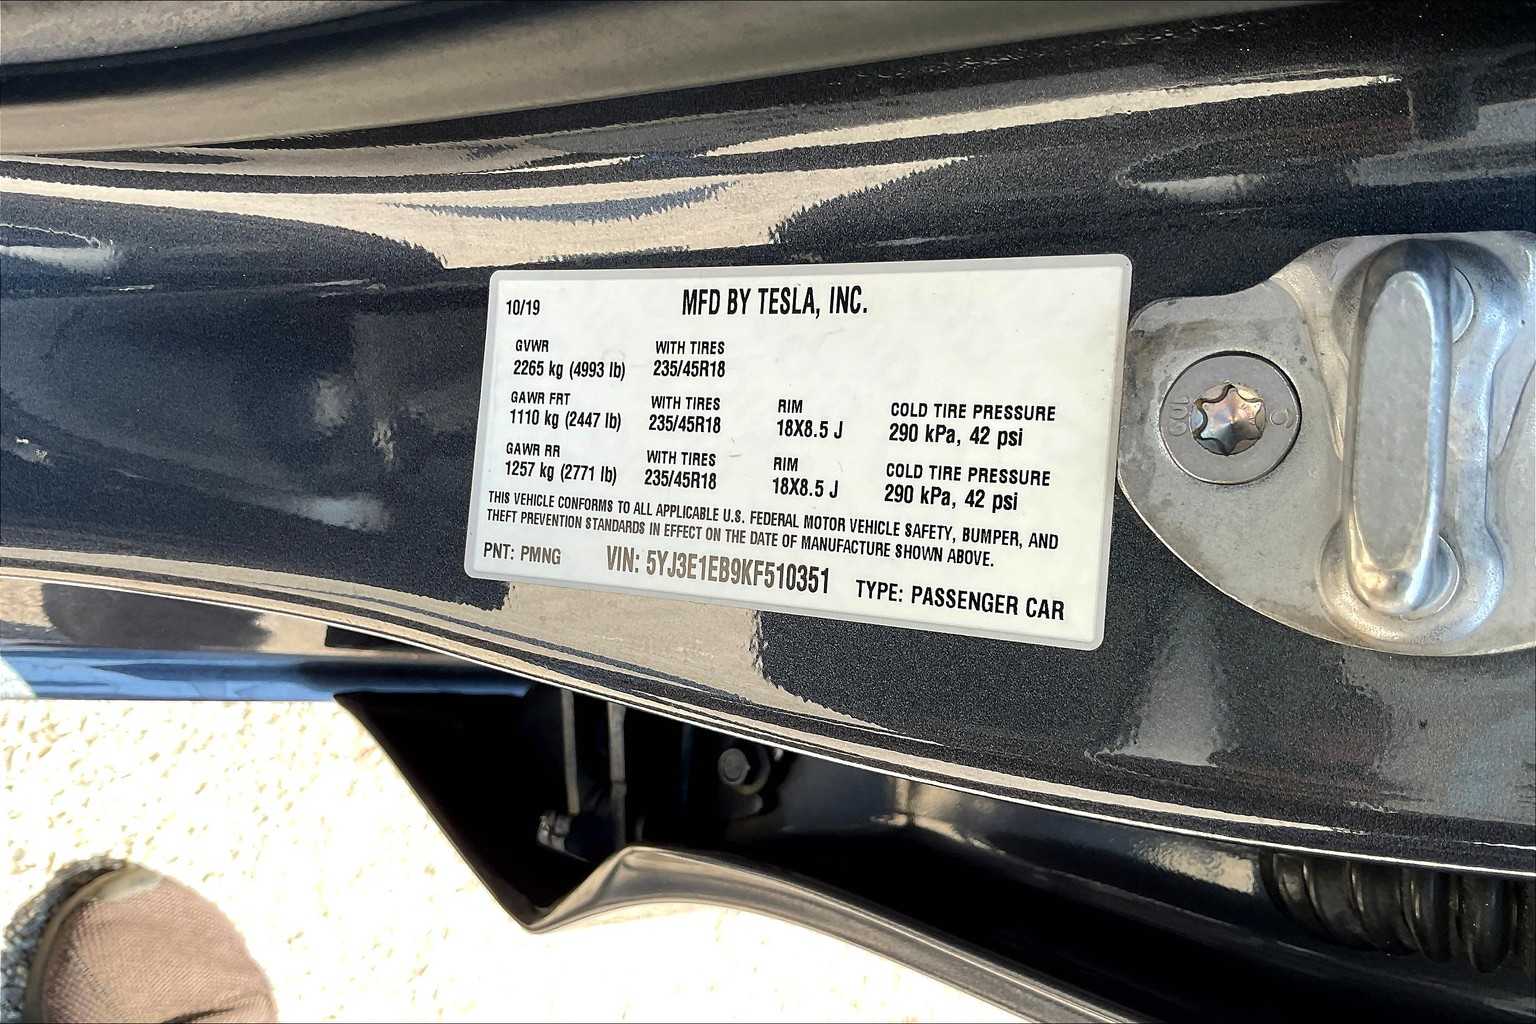 10/19 MFD BY TESLA, INC.
GVWR WITH TIRES
2265 kg (4993 lb) 235/45R18
GAWR FRT WITH TIRES RIM COLD TIRE PRESSURE
1110 kg (2447 lb) 235/45R18 18X8.5 J 290 kPa, 42 psi
GAWR RR WITH TIRES RIM COLD TIRE PRESSURE
1257 kg (2771 lb) 235/45R18 18X8.5 J 290 kPa, 42 psi
THIS VEHICLE CONFORMS TO ALL APPLICABLE U.S. FEDERAL MOTOR VEHICLE SAFETY, BUMPER, AND
THEFT PREVENTION STANDARDS IN EFFECT ON THE DATE OF MANUFACTURE SHOWN ABOVE.
PNT: PMNG VIN: 5YJ3E1EB9KF510351 TYPE: PASSENGER CAR